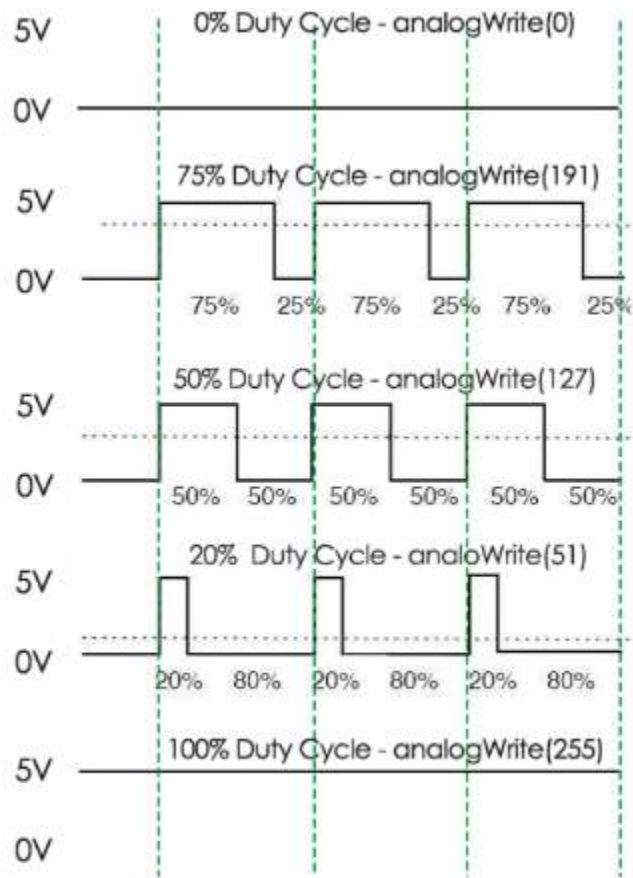 5V 0% Duty Cycle - analogWrite(0)
0V
75% Duty Cycle - analogWrite(191)
5V
0V
75% 25% 75% 25% 75% 25%
50% Duty Cycle - analogWrite(127)
5V
0V
50% 50% 50% 50% 50% 50%
20% Duty Cycle - analoWrite(51)
5V
0V
20% 80% 20% 80% 20% 80%
100% Duty Cycle - analogWrite(255)
5V
0V